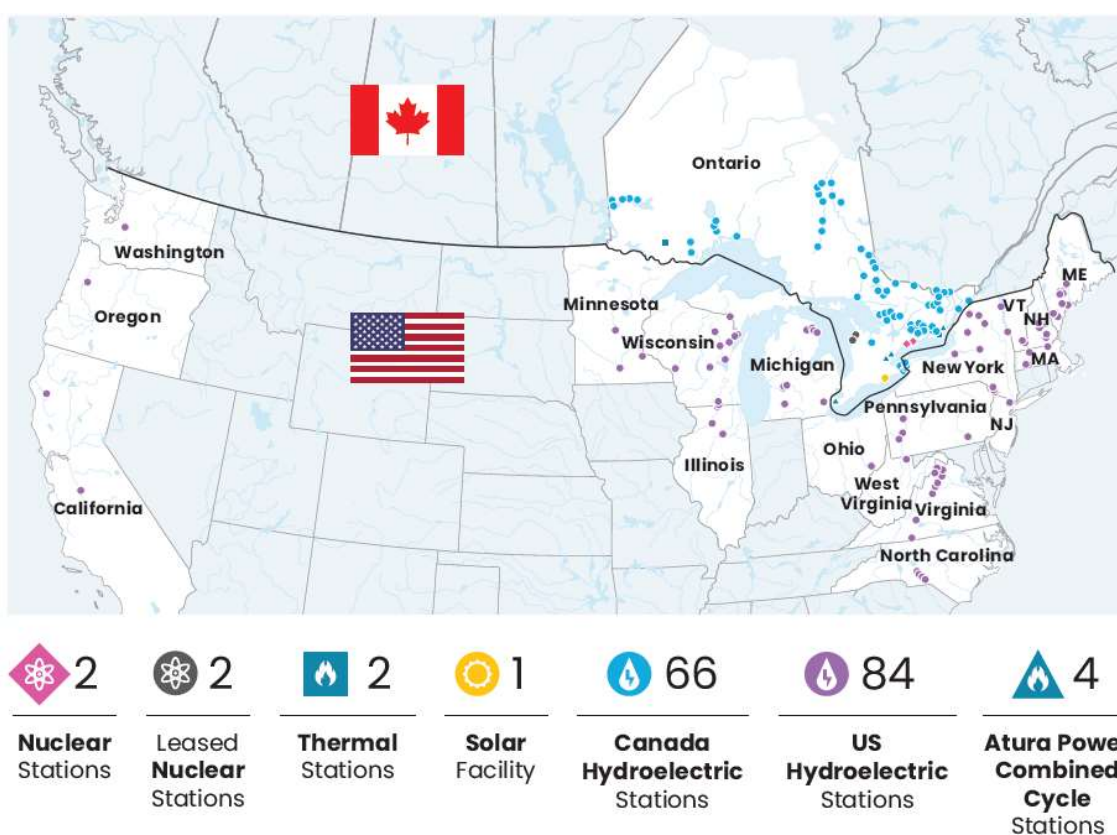 Ontario
Washington
Oregon
Minnesota
Wisconsin
Michigan
ME
VT
NH
MA
New York
Pennsylvania
NJ
Ohio
Illinois
West
Virginia
Virginia
California
North Carolina
2
2
2
1
66
84
4
Nuclear
Stations
Leased
Nuclear
Stations
Thermal
Stations
Solar
Facility
Canada
Hydroelectric
Stations
US
Hydroelectric
Stations
Atura Powe
Combined
Cycle
Stations